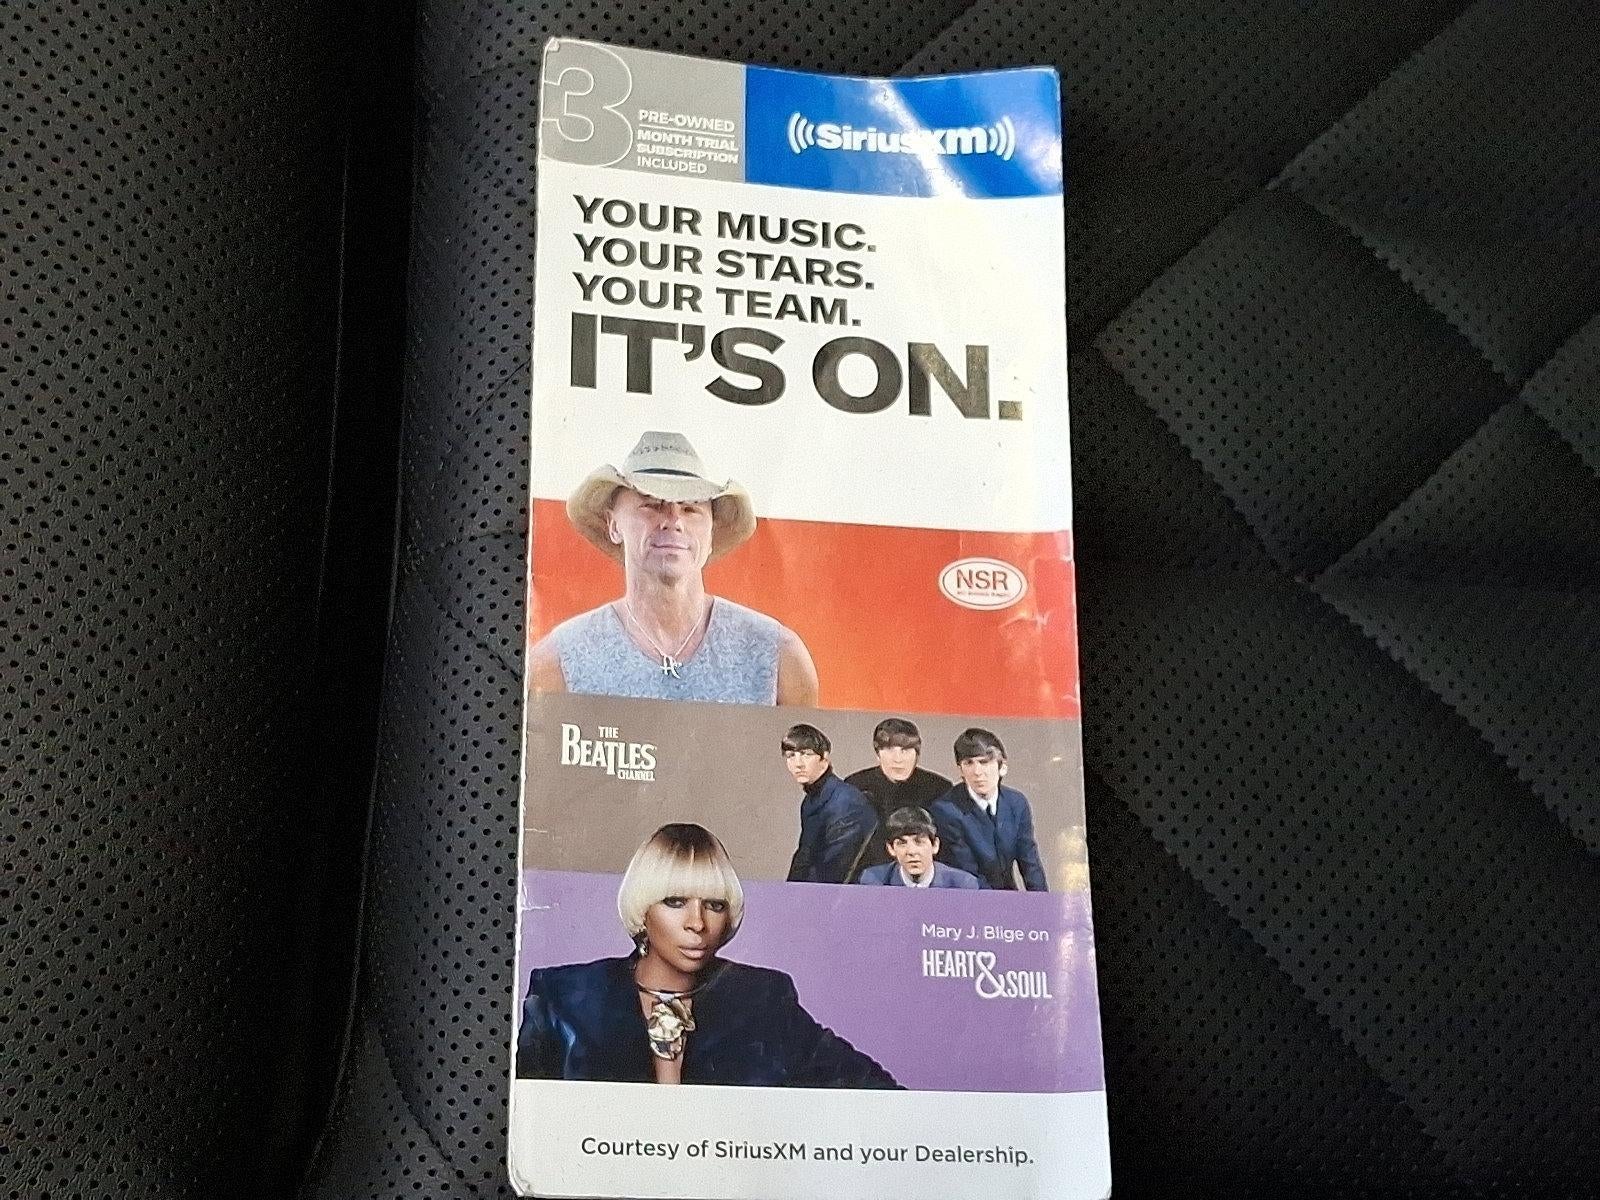 3
PRE-OWNED
MONTH TRIAL
SUBSCRIPTION
INCLUDED
((SiriusXm))
YOUR MUSIC.
YOUR STARS.
YOUR TEAM.
IT'S ON.
NSR
THE
BEATLES
CHANNEL
Mary J. Blige on
HEART&SOUL
Courtesy of SiriusXM and your Dealership.